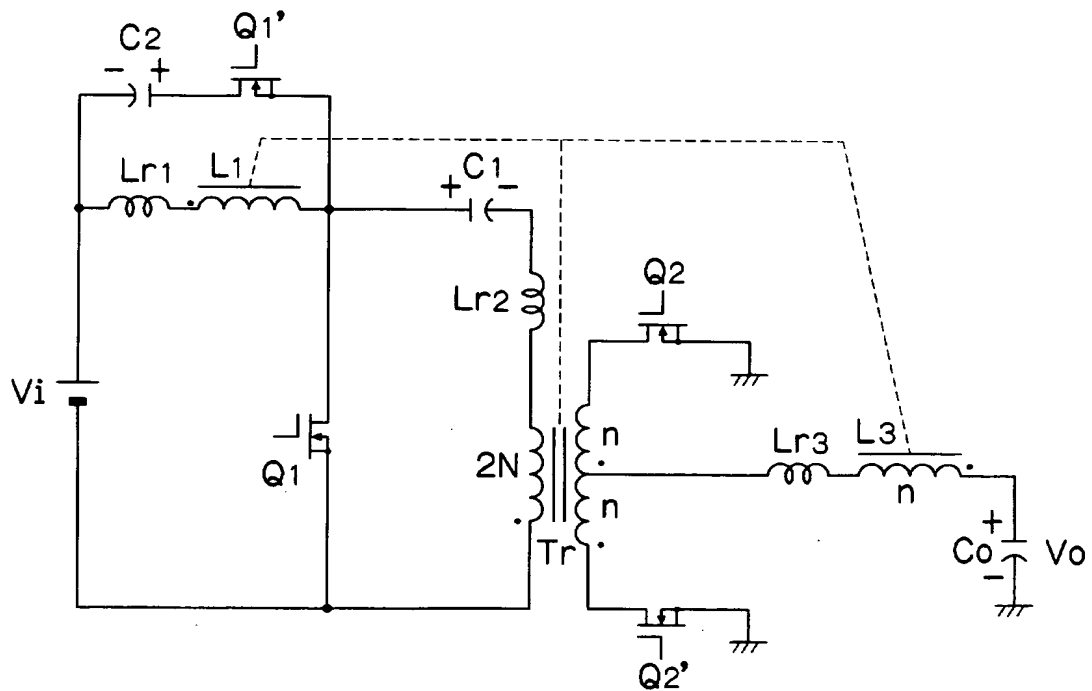 Q1'
C2
- +
Lr1
L1
C1
+ -
Lr2
Q2
Vi
Q1
2N
n
n
Tr
Lr3
L3
n
+
Co
-
Vo
Q2'